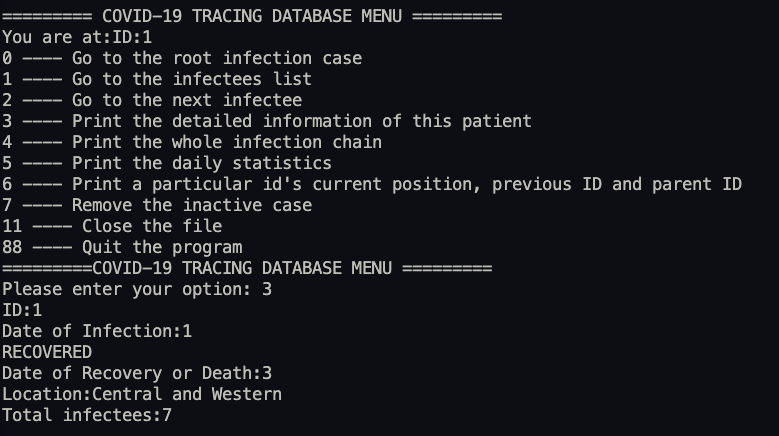 ========= COVID-19 TRACING DATABASE MENU =========
You are at:ID:1
0 ---- Go to the root infection case
1 ---- Go to the infectees list
2 ---- Go to the next infectee
3 ---- Print the detailed information of this patient
4 ---- Print the whole infection chain
5 ---- Print the daily statistics
6 ---- Print a particular id's current position, previous ID and parent ID
7 ---- Remove the inactive case
11 ---- Close the file
88 ---- Quit the program
=========COVID-19 TRACING DATABASE MENU =========
Please enter your option: 3
ID:1
Date of Infection:1
RECOVERED
Date of Recovery or Death:3
Location:Central and Western
Total infectees:7